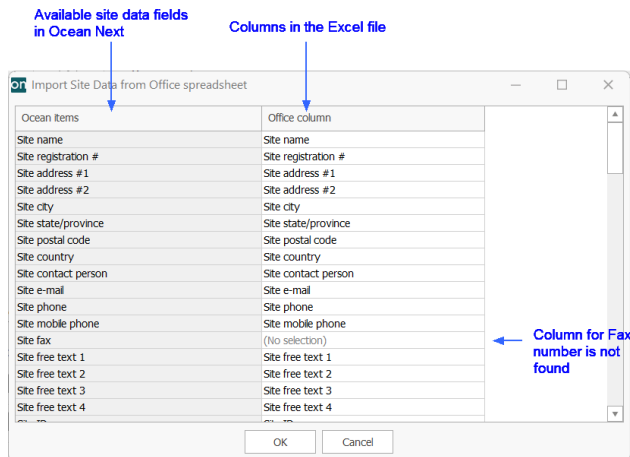 Available site data fields
in Ocean Next
Columns in the Excel file
on Import Site Data from Office spreadsheet
Ocean items Office column
Site name Site name
Site registration # Site registration #
Site address #1 Site address #1
Site address #2 Site address #2
Site city Site city
Site state/province Site state/province
Site postal code Site postal code
Site country Site country
Site contact person Site contact person
Site e-mail Site e-mail
Site phone Site phone
Site mobile phone Site mobile phone
Site fax (No selection)
Column for Fax
number is not
found
Site free text 1 Site free text 1
Site free text 2 Site free text 2
Site free text 3 Site free text 3
Site free text 4 Site free text 4
OK Cancel